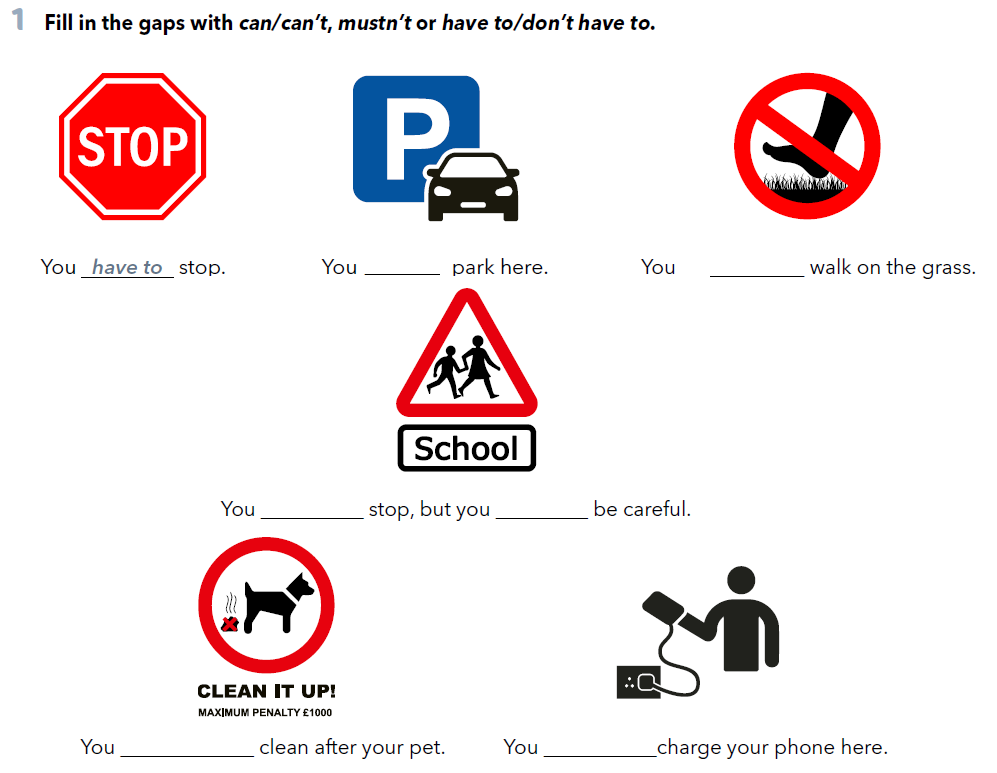 1 Fill in the gaps with can/can't, mustn't or have to/don't have to.
STOP
P
You have to stop.
You _______ park here.
You _________ walk on the grass.
School
You __________ stop, but you _________ be careful.
CLEAN IT UP!
MAXIMUM PENALTY £1000
You _____________ clean after your pet.
You ___________charge your phone here.